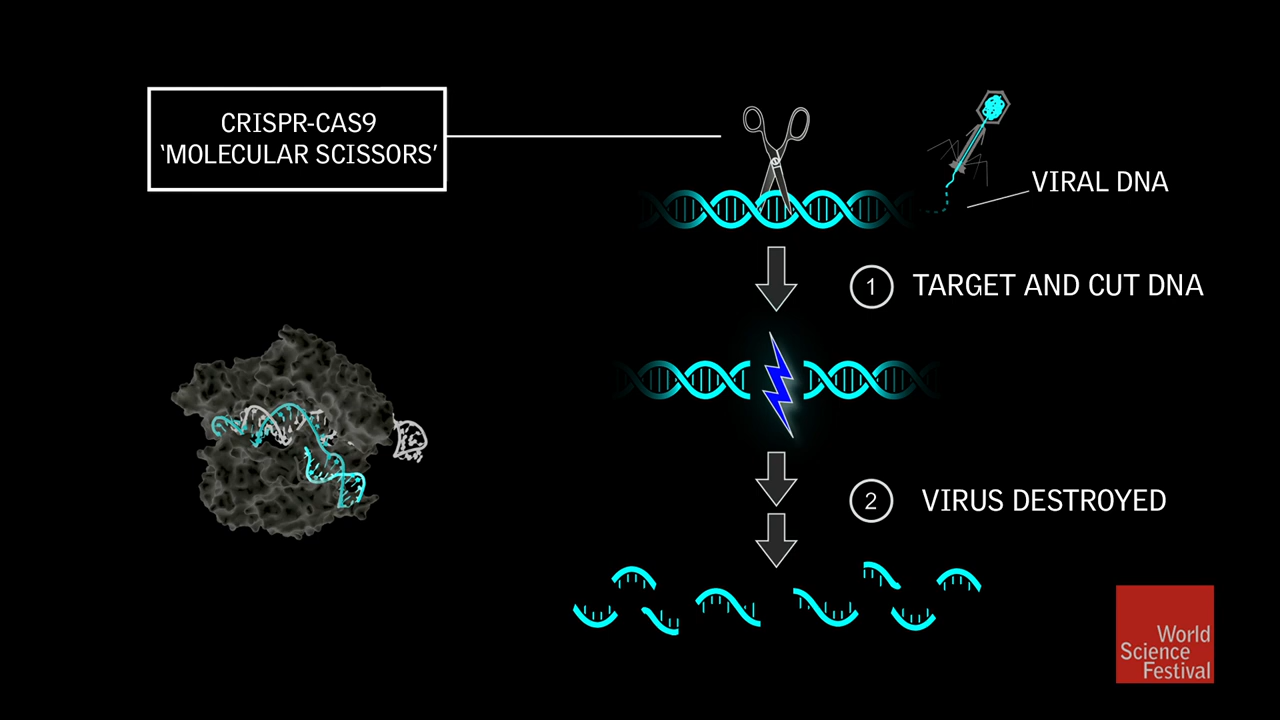 CRISPR-CAS9
‘MOLECULAR SCISSORS’
VIRAL DNA
1 TARGET AND CUT DNA
2 VIRUS DESTROYED
World
Science
Festival